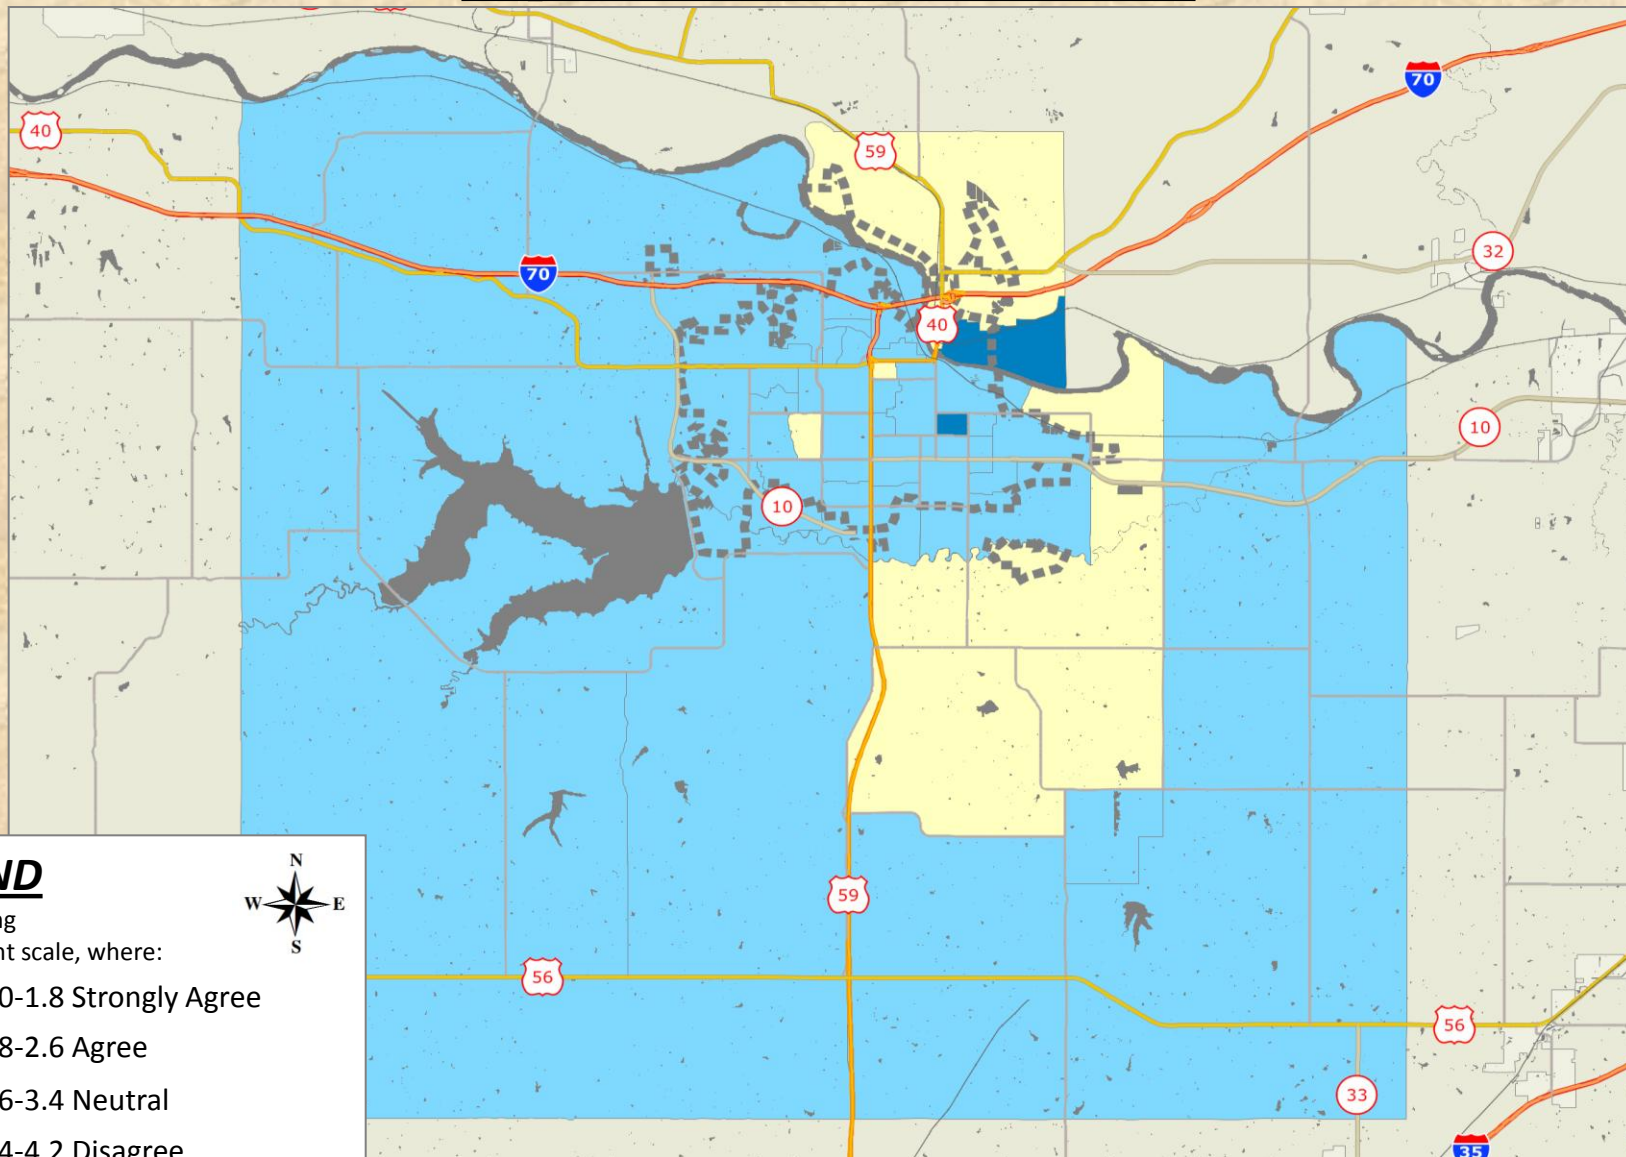 40
59
70
70
32
40
10
10
59
56
56
33
35
ND
N
W E
S
ng
nt scale, where:
0-1.8 Strongly Agree
8-2.6 Agree
6-3.4 Neutral
4-4.2 Disagree